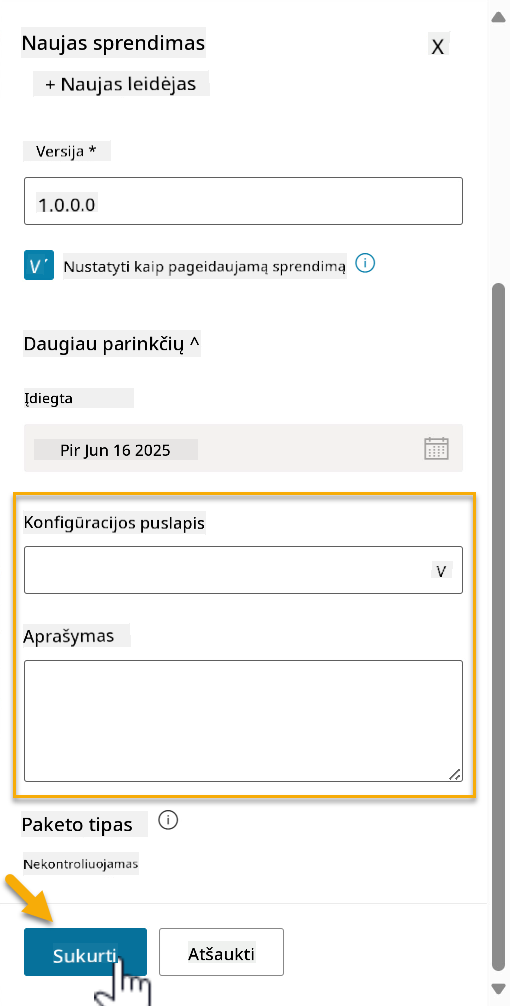 Naujas sprendimas X
+ Naujas leidėjas
Versija *
1.0.0.0
V Nustatyti kaip pageidaujamą sprendimą
Daugiau parinkčių ^
Įdiegta
Pir Jun 16 2025
Konfigūracijos puslapis
V
Aprašymas
Paketo tipas
Nekontroliuojamas
Sukurti Atšaukti